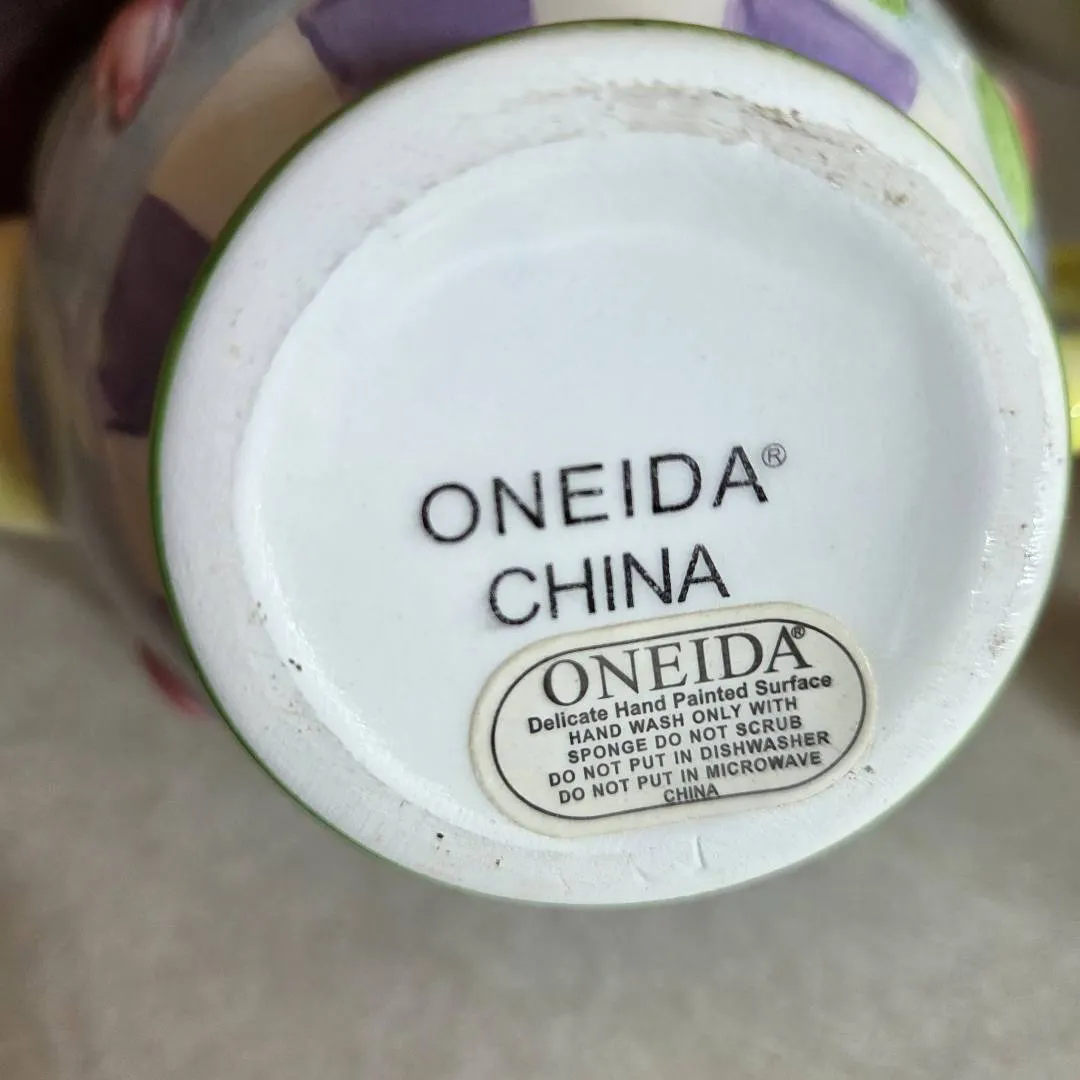 ONEIDA®
CHINA
ONEIDA®
Delicate Hand Painted Surface
HAND WASH ONLY WITH
SPONGE DO NOT SCRUB
DO NOT PUT IN DISHWASHER
DO NOT PUT IN MICROWAVE
CHINA